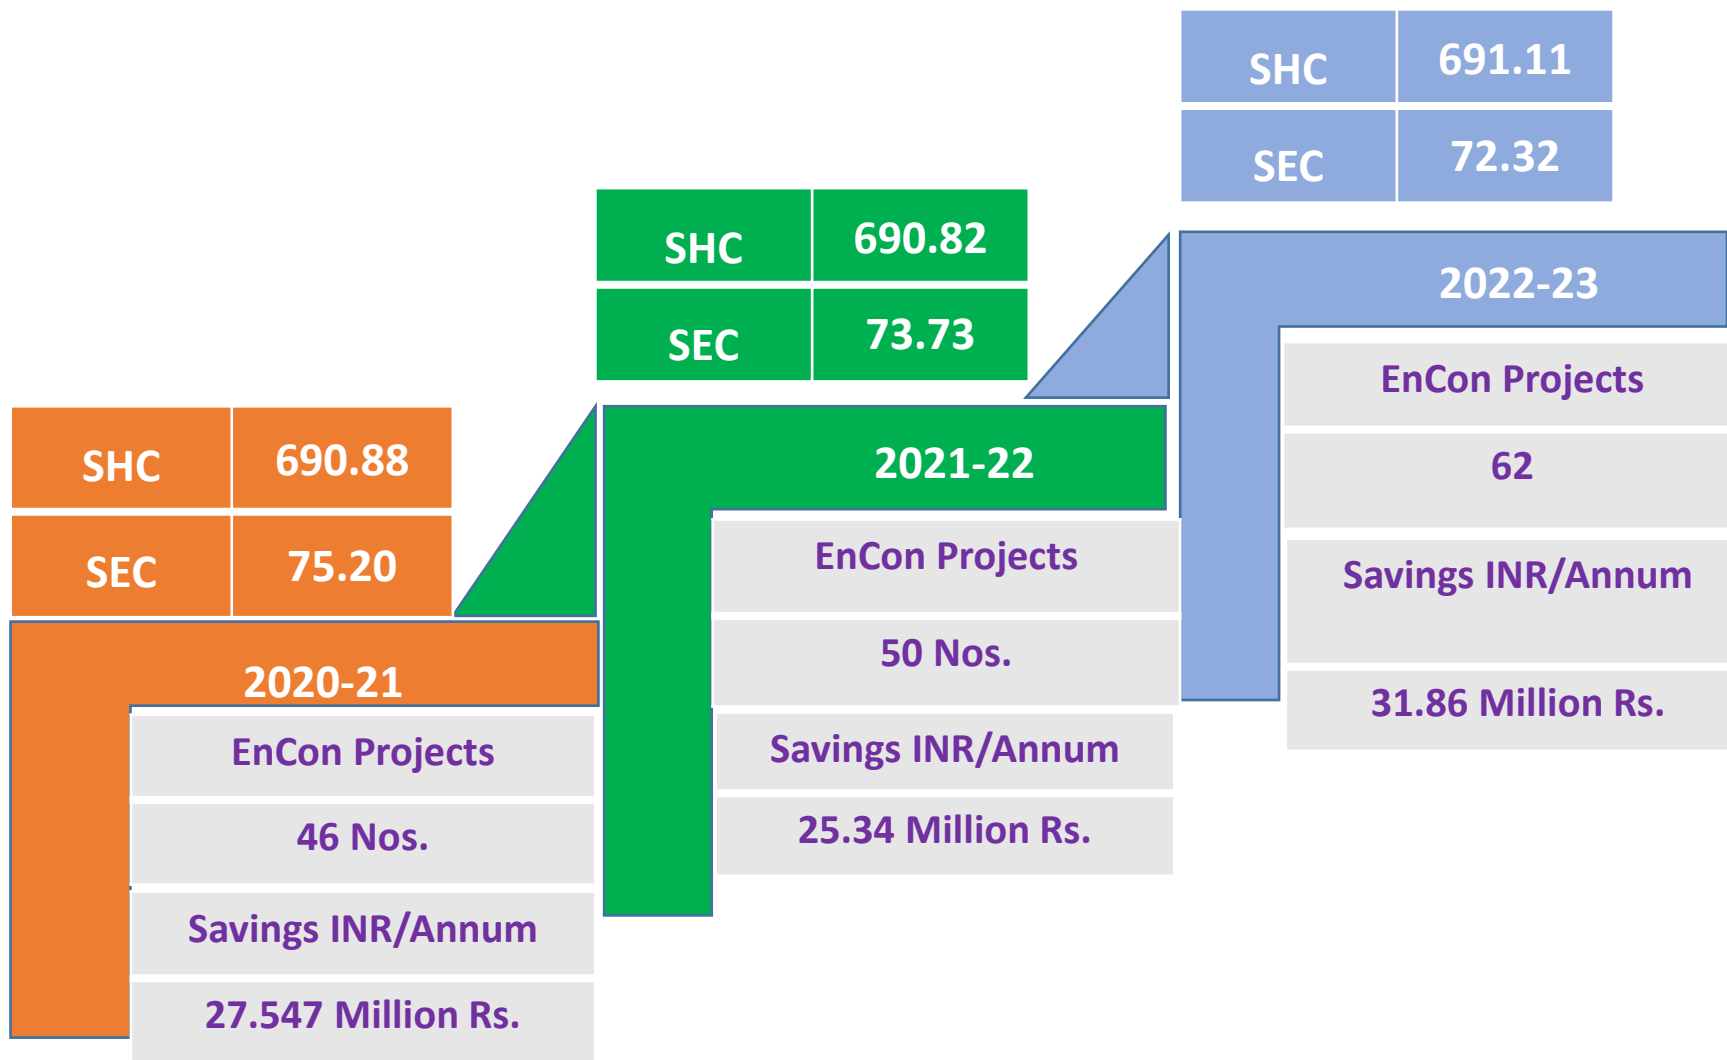 SHC 690.88
SEC 75.20
2020-21
EnCon Projects
46 Nos.
Savings INR/Annum
27.547 Million Rs.
SHC 690.82
SEC 73.73
2021-22
EnCon Projects
50 Nos.
Savings INR/Annum
25.34 Million Rs.
SHC 691.11
SEC 72.32
2022-23
EnCon Projects
62
Savings INR/Annum
31.86 Million Rs.